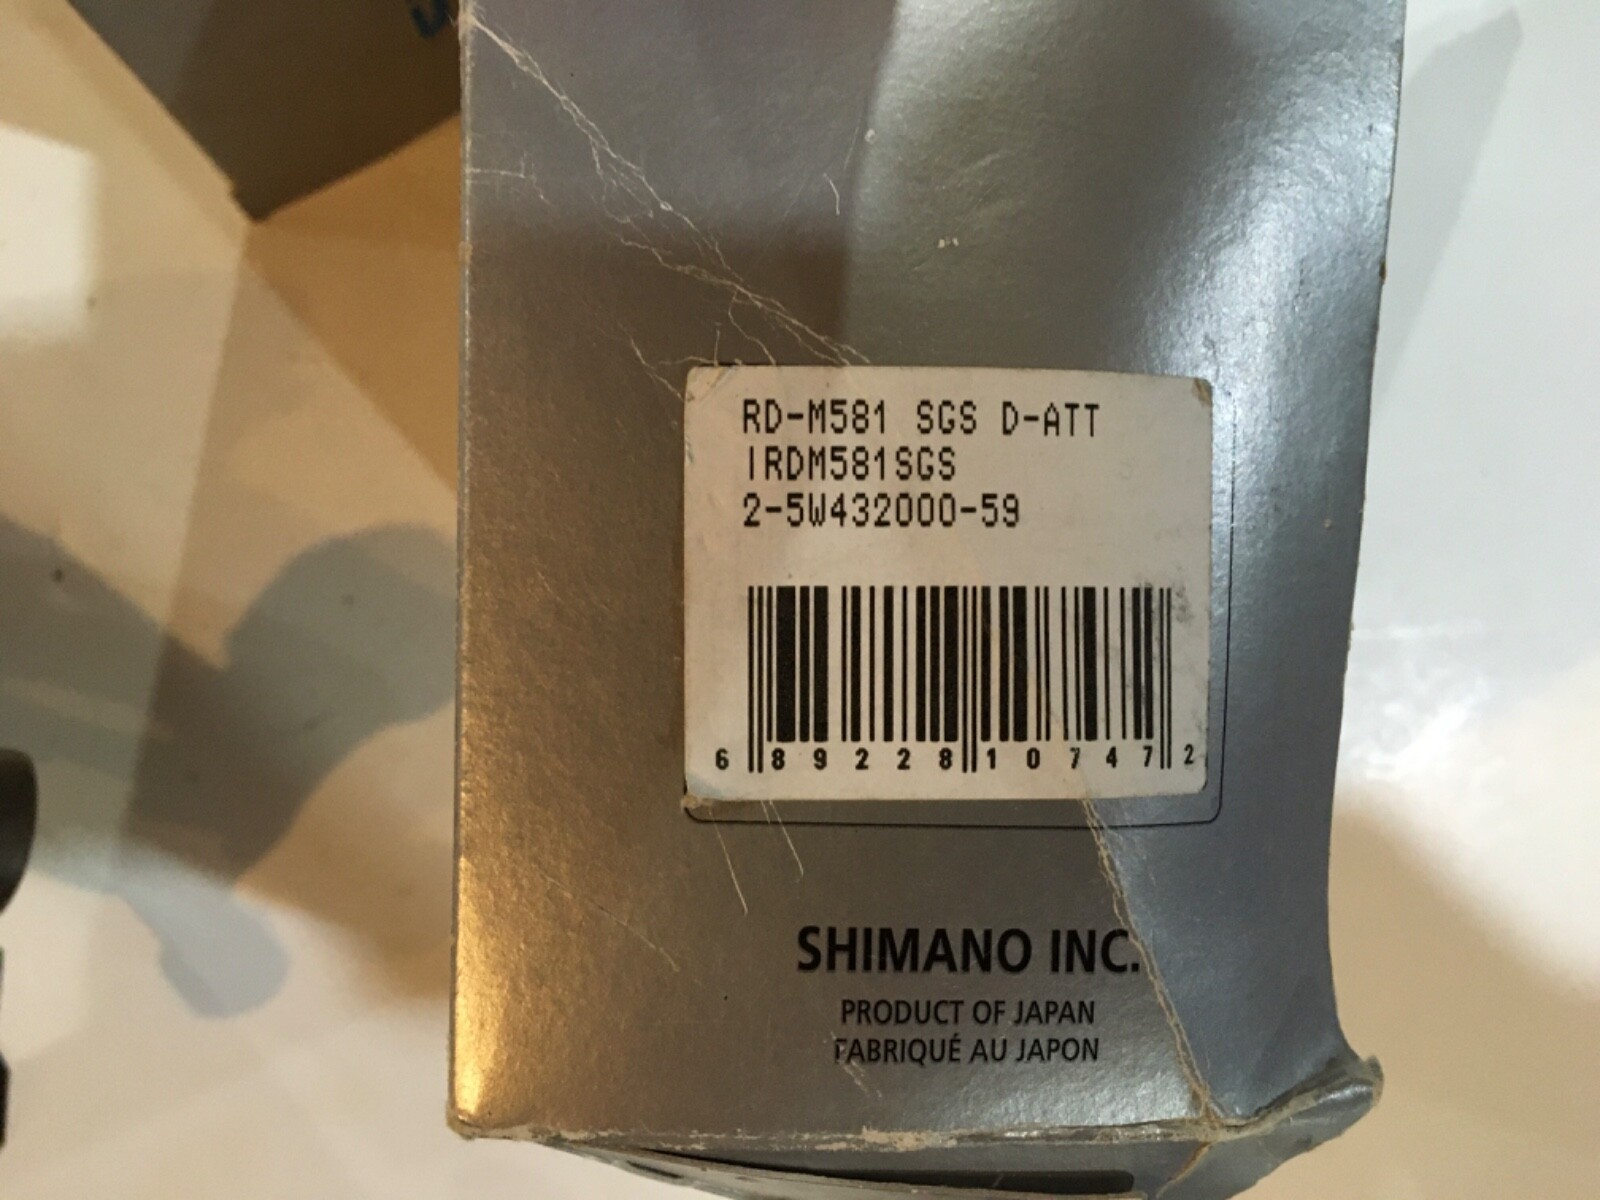 RD-M581 SGS D-ATT
IRDM581SGS
2-5W432000-59
6 89228 10747 2
SHIMANO INC.
PRODUCT OF JAPAN
FABRIQUÉ AU JAPON